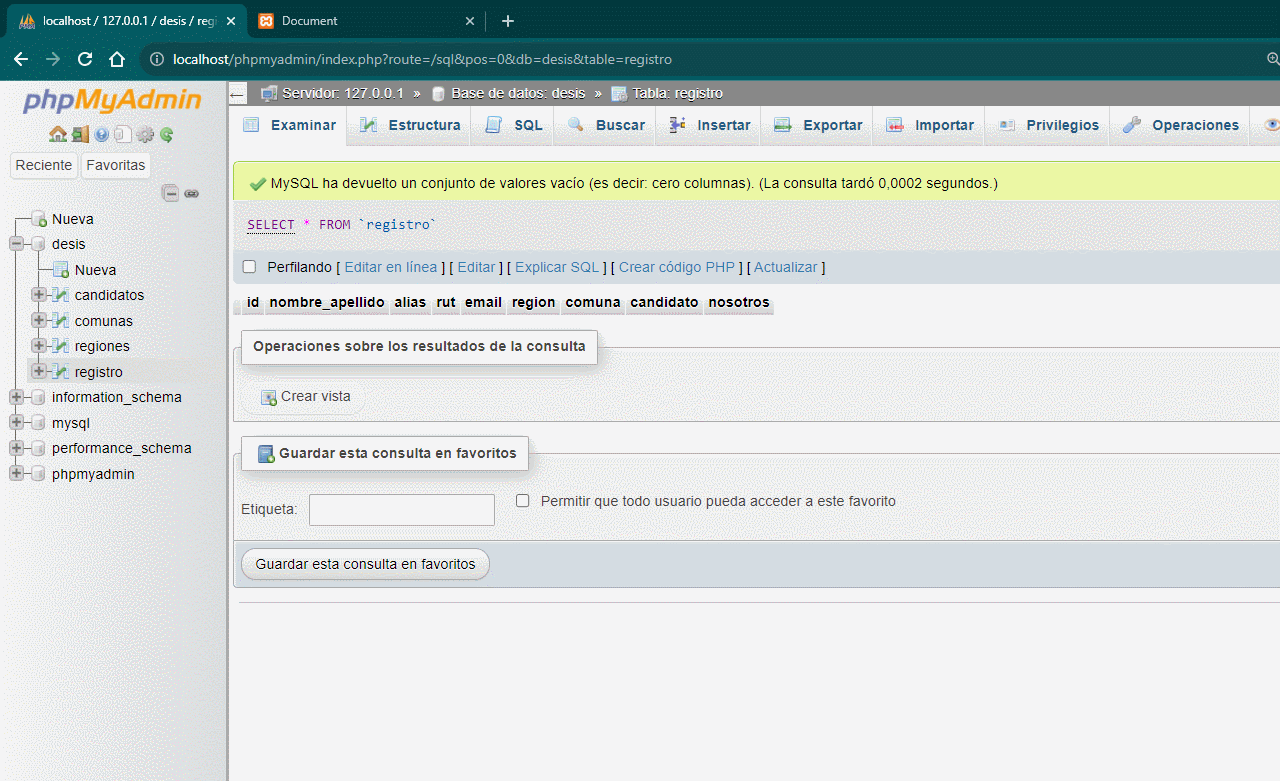 localhost / 127.0.0.1 / desis / regi
Document
localhost/phpmyadmin/index.php?route=/sql&pos=0&db=desis&table=registro
phpMyAdmin
Servidor: 127.0.0.1 » Base de datos: desis » Tabla: registro
Examinar Estructura SQL Buscar Insertar Exportar Importar Privilegios Operaciones
Reciente Favoritas
Nueva
desis
Nueva
candidatos
comunas
regiones
registro
information_schema
mysql
performance_schema
phpmyadmin
MySQL ha devuelto un conjunto de valores vacío (es decir: cero columnas). (La consulta tardó 0,0002 segundos.)
SELECT * FROM `registro`
Perfilando [ Editar en línea ] [ Editar ] [ Explicar SQL ] [ Crear código PHP ] [ Actualizar ]
id nombre_apellido alias rut email region comuna candidato nosotros
Operaciones sobre los resultados de la consulta
Crear vista
Guardar esta consulta en favoritos
Etiqueta: Permitir que todo usuario pueda acceder a este favorito
Guardar esta consulta en favoritos